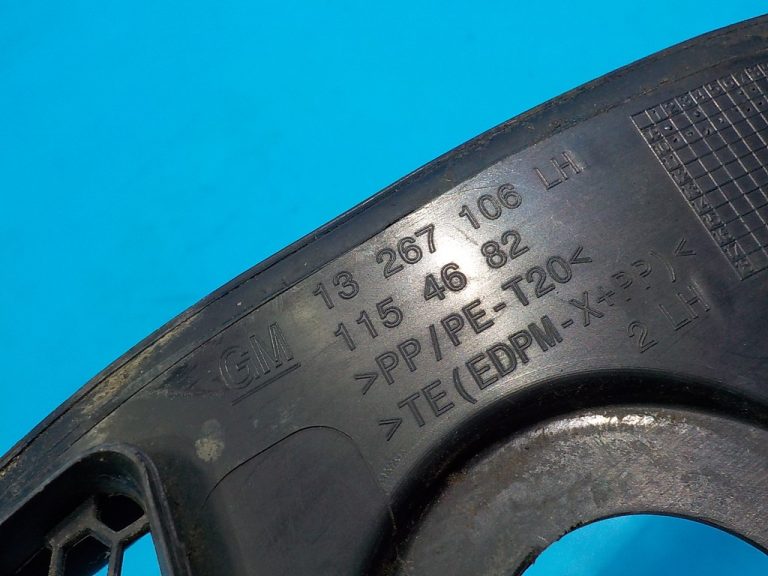 GM
13 267 106 LH
115 46 82
>PP/PE-T20<
>TE(EDPM-X+PP)<
2 LH